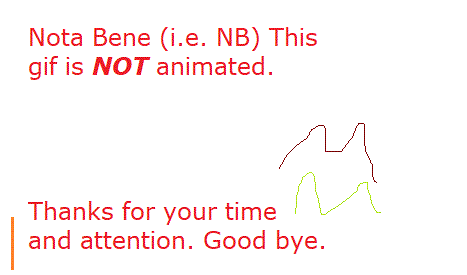 Nota Bene (i.e. NB) This
gif is NOT animated.
Thanks for your time
and attention. Good bye.